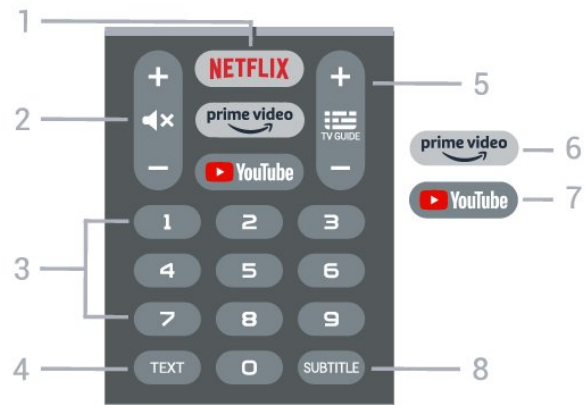 1
NETFLIX
+ +
2
5
prime video
TV GUIDE
prime video
6
− −
YouTube
YouTube
7
1 2 3
3
4 5 6
7 8 9
4
TEXT 0 SUBTITLE
8